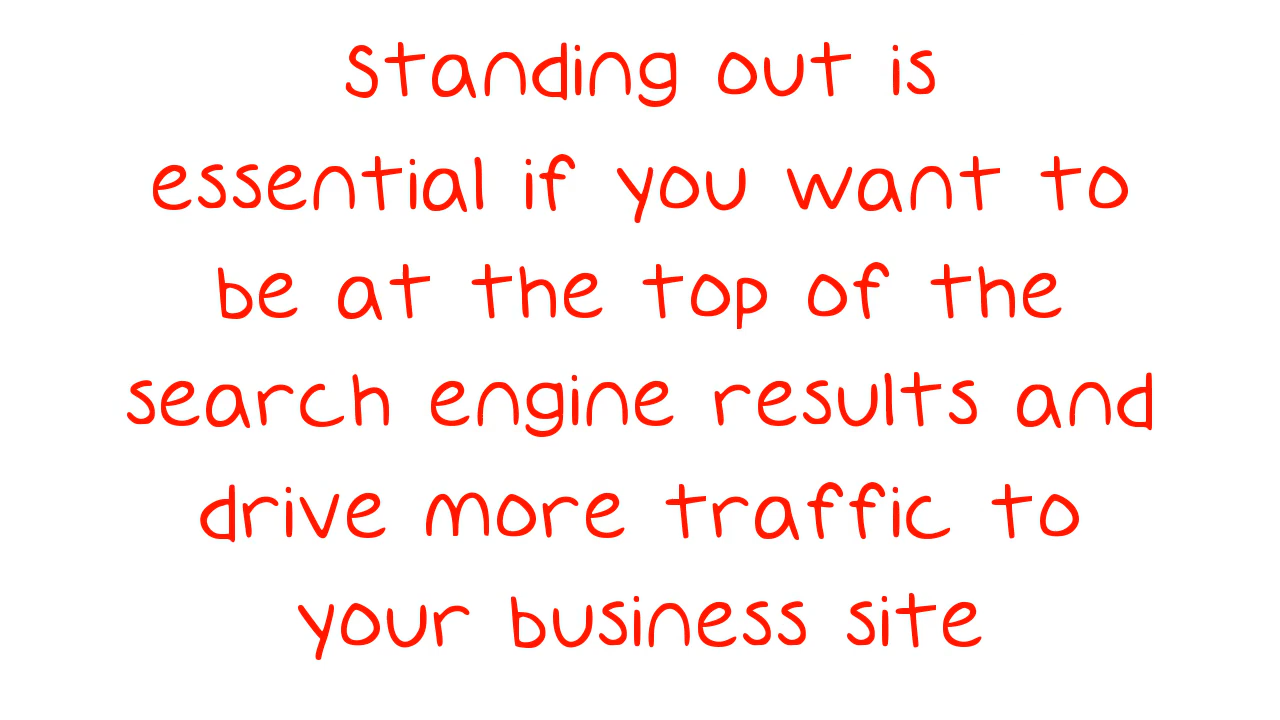 Standing out is
essential if you want to
be at the top of the
search engine results and
drive more traffic to
your business site